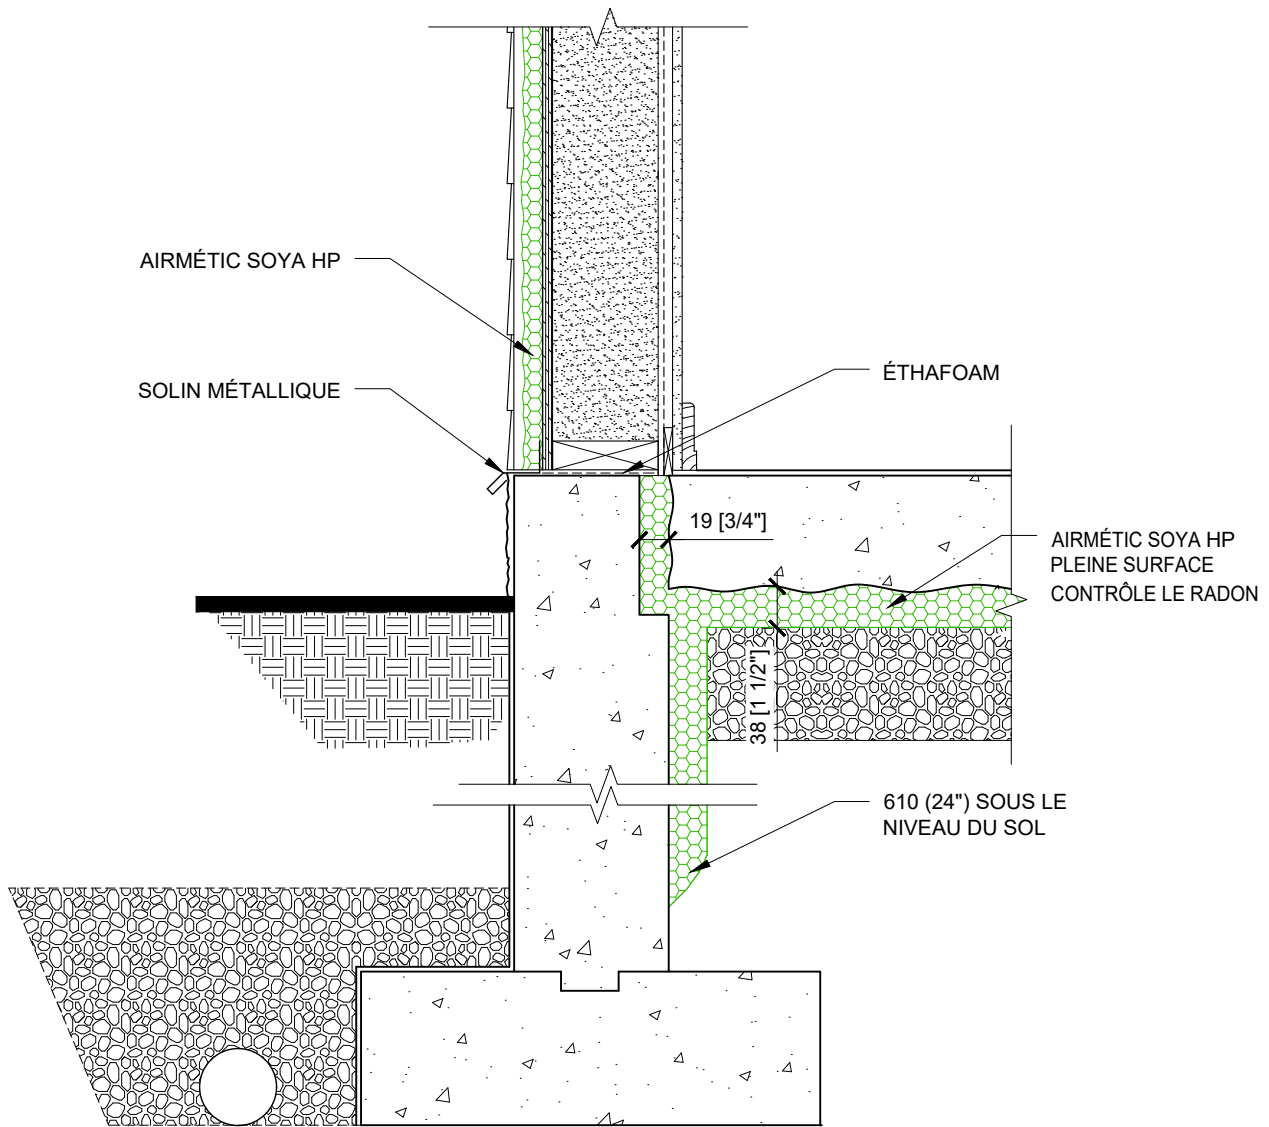 AIRMÉTIC SOYA HP
SOLIN MÉTALLIQUE
ÉTHAFOAM
19 [3/4"]
AIRMÉTIC SOYA HP
PLEINE SURFACE
CONTRÔLE LE RADON
38 [1 1/2"]
610 (24") SOUS LE
NIVEAU DU SOL